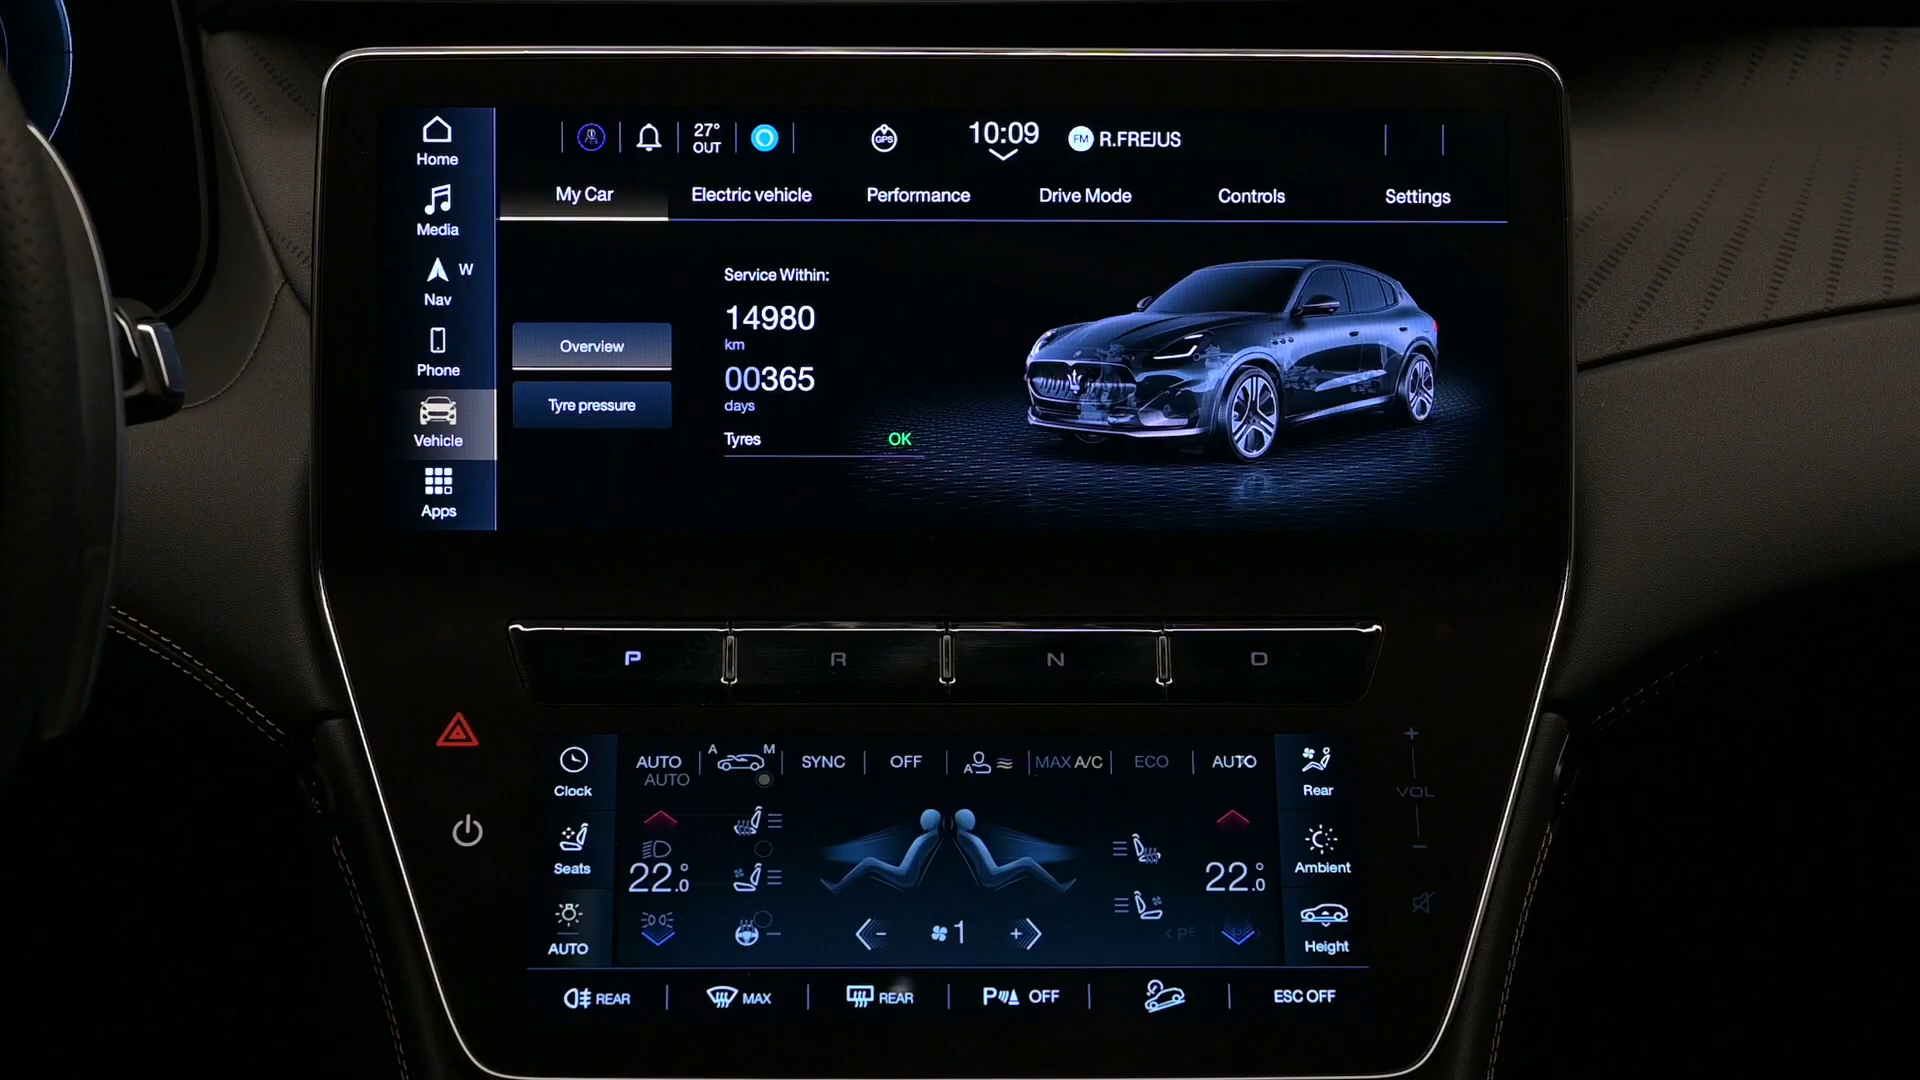 Home
Media
W
Nav
Phone
Vehicle
Apps
27°
OUT
GPS
10:09
FM R.FREJUS
My Car Electric vehicle Performance Drive Mode Controls Settings
Overview
Tyre pressure
Service Within:
14980
km
00365
days
Tyres OK
P R N D
Clock
Seats
AUTO
AUTO
AUTO
A M
SYNC
OFF
A
MAX A/C
ECO
AUTO
22.0°
- 1 +
22.0°
Rear
Ambient
Height
+
VOL
-
REAR MAX REAR P OFF ESC OFF